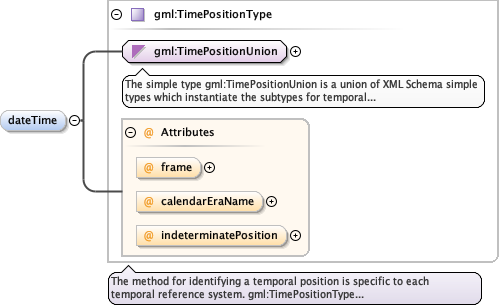 gml:TimePositionType
gml:TimePositionUnion
The simple type gml:TimePositionUnion is a union of XML Schema simple
types which instantiate the subtypes for temporal...
dateTime
@ Attributes
@ frame
@ calendarEraName
@ indeterminatePosition
The method for identifying a temporal position is specific to each
temporal reference system. gml:TimePositionType...